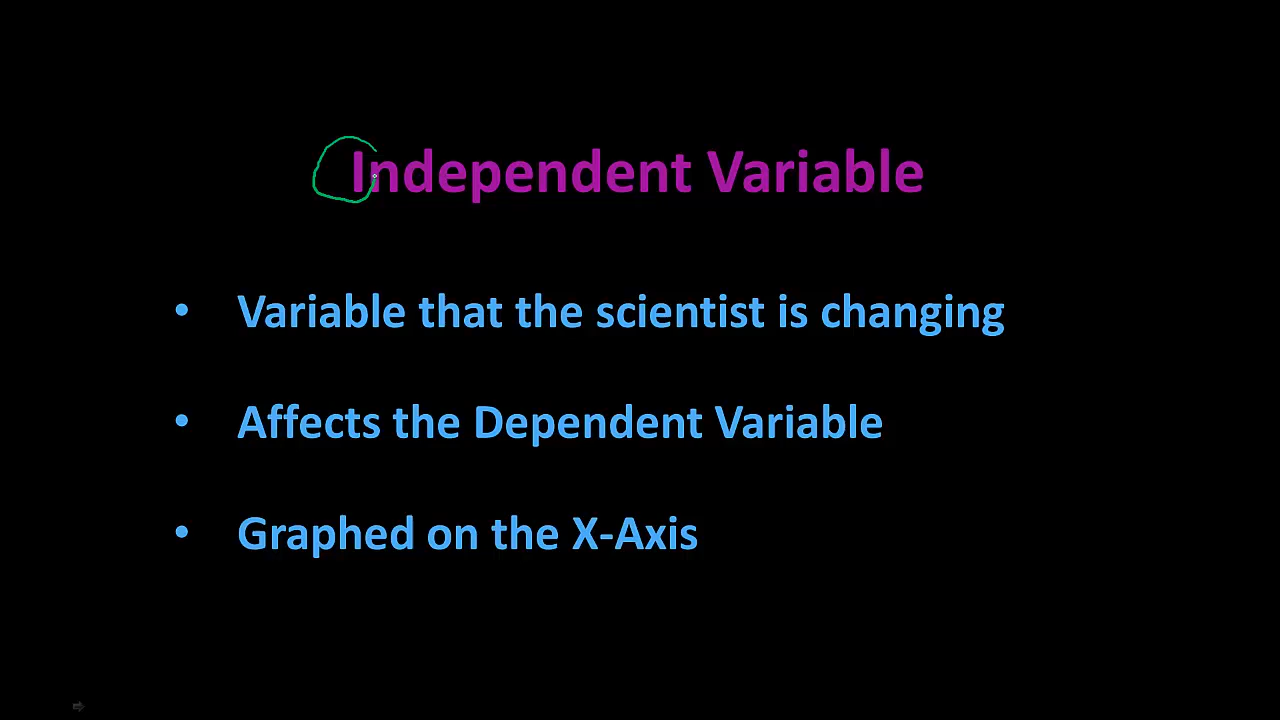 Independent Variable
• Variable that the scientist is changing
• Affects the Dependent Variable
• Graphed on the X-Axis